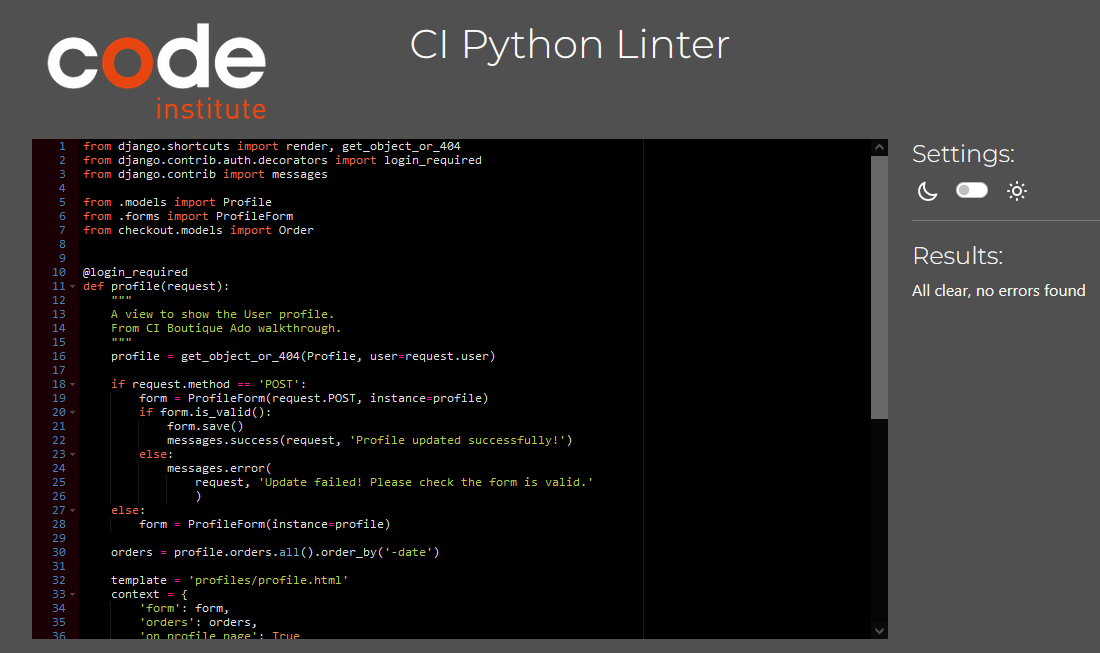 code
institute
CI Python Linter
1 from django.shortcuts import render, get_object_or_404
2 from django.contrib.auth.decorators import login_required
3 from django.contrib import messages
4
5 from .models import Profile
6 from .forms import ProfileForm
7 from checkout.models import Order
8
9
10 @login_required
11 def profile(request):
12     """
13     A view to show the User profile.
14     From CI Boutique Ado walkthrough.
15     """
16     profile = get_object_or_404(Profile, user=request.user)
17
18     if request.method == 'POST':
19         form = ProfileForm(request.POST, instance=profile)
20         if form.is_valid():
21             form.save()
22             messages.success(request, 'Profile updated successfully!')
23         else:
24             messages.error(
25                 request, 'Update failed! Please check the form is valid.'
26                 )
27     else:
28         form = ProfileForm(instance=profile)
29
30     orders = profile.orders.all().order_by('-date')
31
32     template = 'profiles/profile.html'
33     context = {
34         'form': form,
35         'orders': orders,
36         'on_profile_page': True
Settings:
Results:
All clear, no errors found